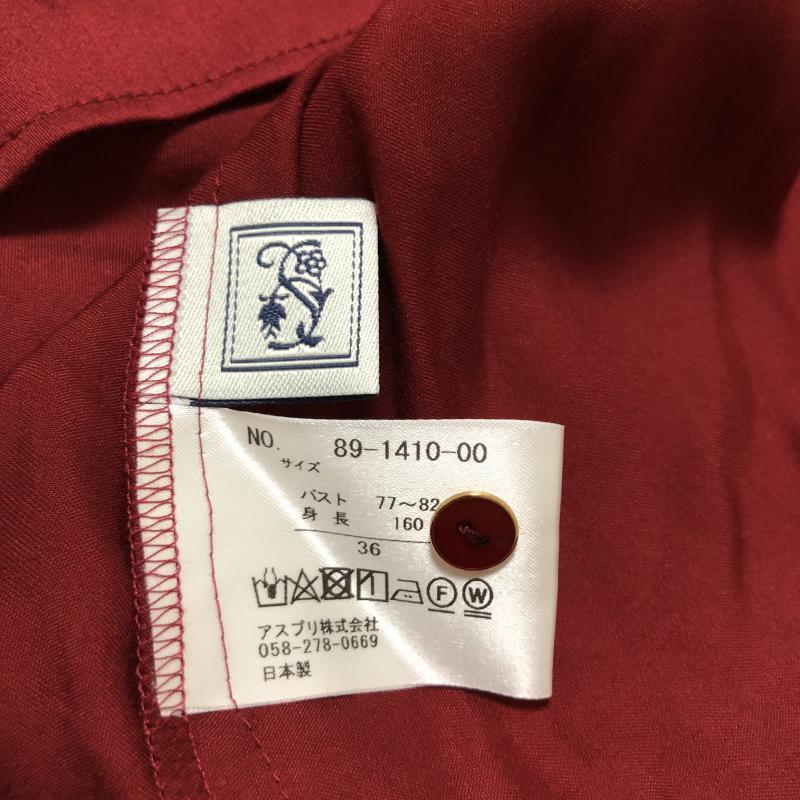 NO. 89-1410-00
サイズ
バスト 77～82
身長 160
36
F W
アスプリ株式会社
058-278-0669
日本製